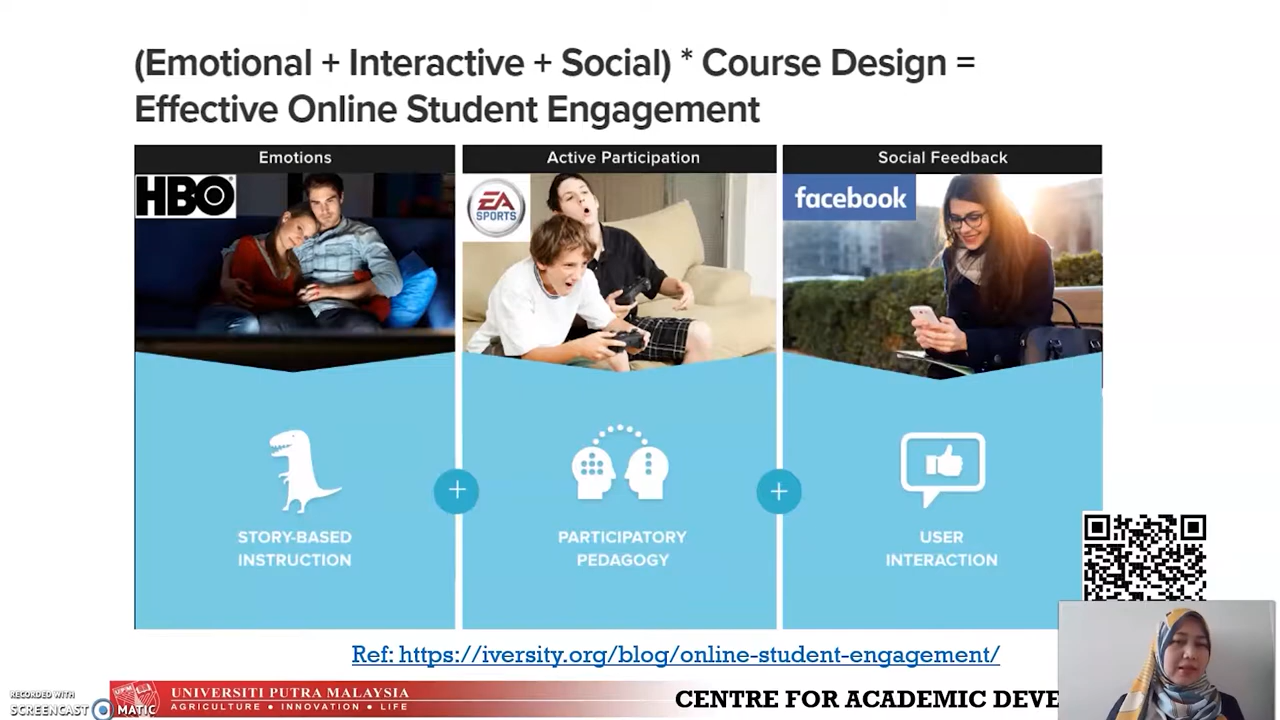 (Emotional + Interactive + Social) * Course Design =
Effective Online Student Engagement
Emotions
Active Participation
Social Feedback
HBO
EA
SPORTS
facebook
STORY-BASED
INSTRUCTION
PARTICIPATORY
PEDAGOGY
USER
INTERACTION
Ref: https://iversity.org/blog/online-student-engagement/
RECORDED WITH
SCREENCAST MATIC
UNIVERSITI PUTRA MALAYSIA
AGRICULTURE • INNOVATION • LIFE
CENTRE FOR ACADEMIC DEVE